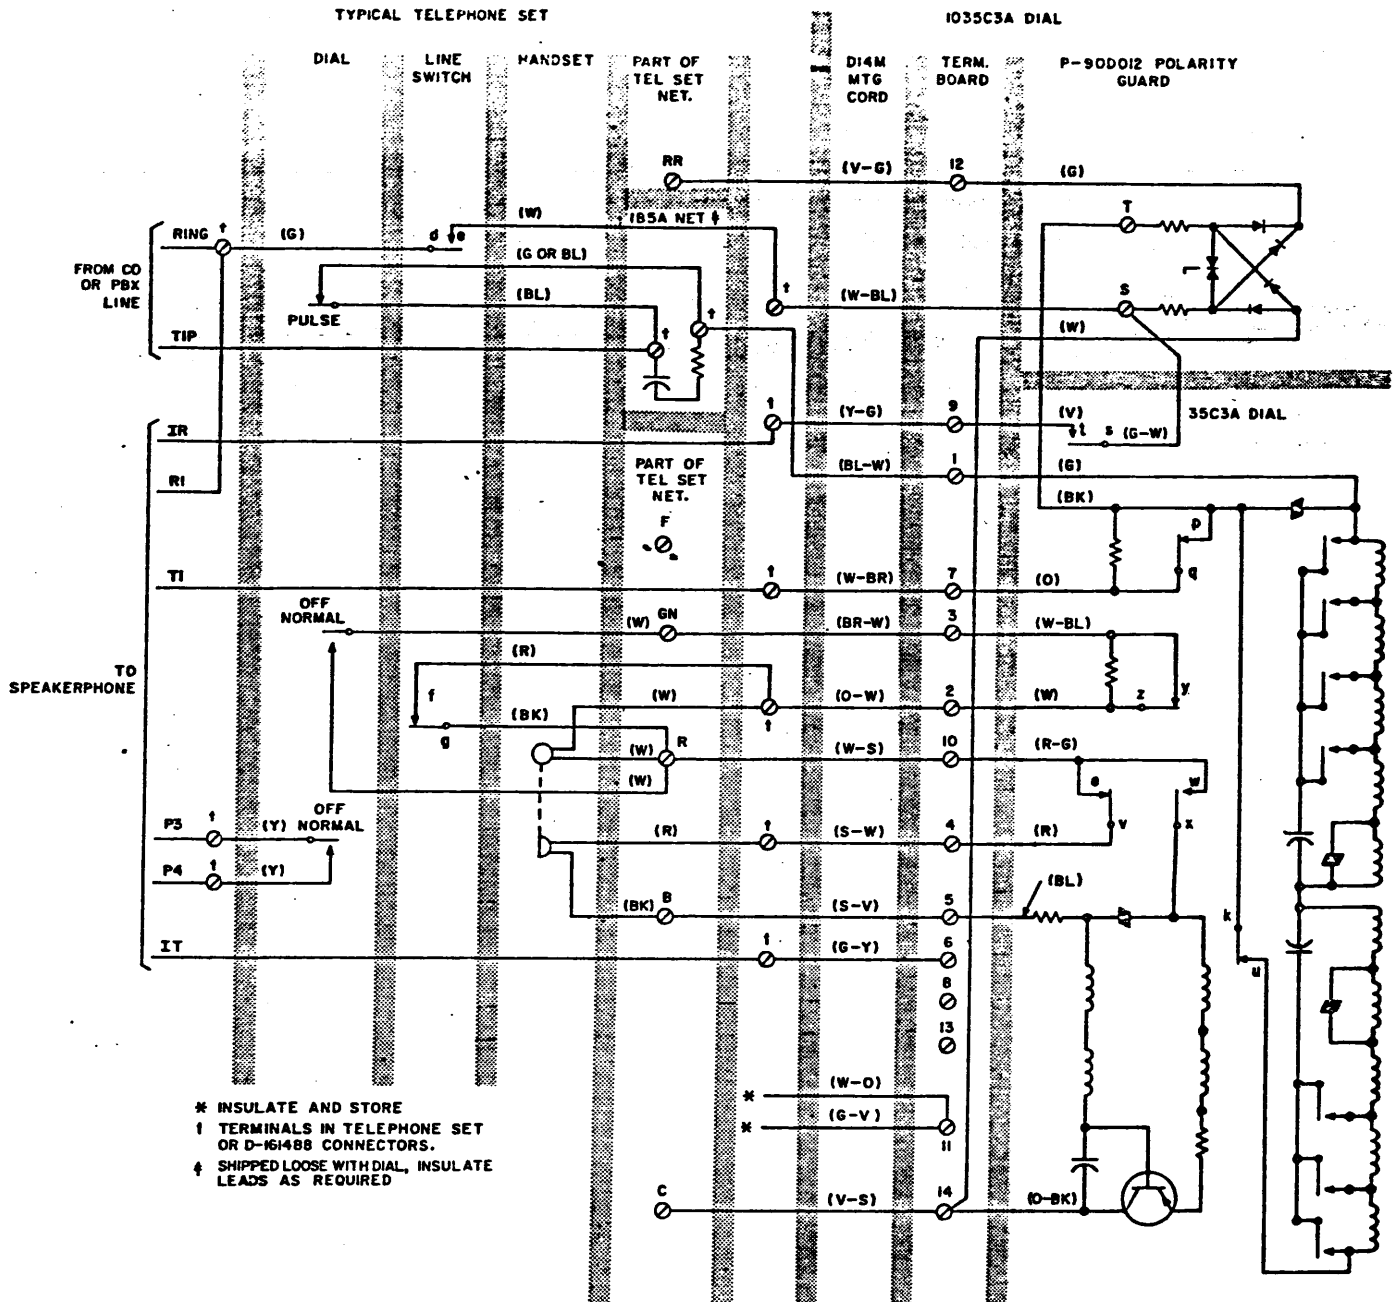 TYPICAL TELEPHONE SET
1035C3A DIAL
DIAL
LINE
SWITCH
HANDSET
PART OF
TEL SET
NET.
D14M
MTG
CORD
TERM.
BOARD
P-90D012 POLARITY
GUARD
RR
(V-G)
12
(G)
T
(W)
185A NET ‡
RING
†
(G)
d
e
(G OR BL)
FROM CO
OR PBX
LINE
(BL)
†
(W-BL)
S
PULSE
†
†
(W)
TIP
†
(Y-G)
9
(V)
35C3A DIAL
IR
t
s
(G-W)
PART OF
TEL SET
NET.
(BL-W)
1
(G)
R1
(BK)
F
p
q
T1
†
(W-BR)
7
(O)
OFF
NORMAL
(W)
GN
(BR-W)
3
(W-BL)
TO
SPEAKERPHONE
(R)
f
(W)
(O-W)
2
(W)
z
y
g
(BK)
†
(W)
R
(W-S)
10
(R-G)
(W)
e
w
P3
†
(Y)
OFF
NORMAL
(R)
†
(S-W)
4
(R)
v
x
P4
†
(Y)
(BL)
(BK)
B
(S-V)
5
k
IT
†
(G-Y)
6
u
8
13
* INSULATE AND STORE
† TERMINALS IN TELEPHONE SET
OR D-161488 CONNECTORS.
‡ SHIPPED LOOSE WITH DIAL, INSULATE
LEADS AS REQUIRED
*
(W-O)
*
(G-V)
11
C
(V-S)
14
(O-BK)